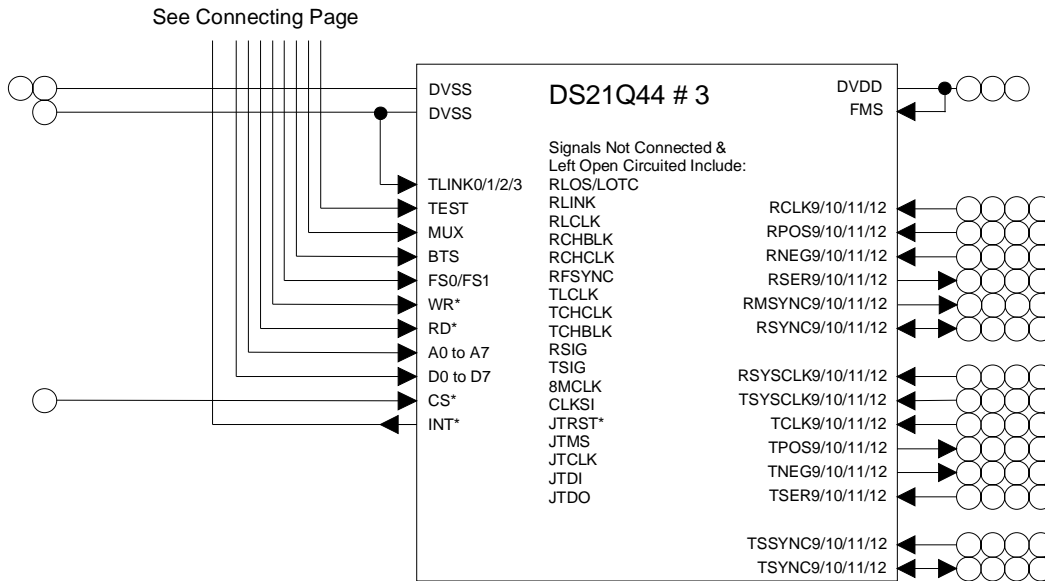 See Connecting Page
DVSS
DVSS
TLINK0/1/2/3
TEST
MUX
BTS
FS0/FS1
WR*
RD*
A0 to A7
D0 to D7
CS*
INT*
DS21Q44 # 3
Signals Not Connected &
Left Open Circuited Include:
RLOS/LOTC
RLINK
RLCLK
RCHBLK
RCHCLK
RFSYNC
TLCLK
TCHCLK
TCHBLK
RSIG
TSIG
8MCLK
CLKSI
JTRST*
JTMS
JTCLK
JTDI
JTDO
DVDD
FMS
RCLK9/10/11/12
RPOS9/10/11/12
RNEG9/10/11/12
RSER9/10/11/12
RMSYNC9/10/11/12
RSYNC9/10/11/12
RSYSCLK9/10/11/12
TSYSCLK9/10/11/12
TCLK9/10/11/12
TPOS9/10/11/12
TNEG9/10/11/12
TSER9/10/11/12
TSSYNC9/10/11/12
TSYNC9/10/11/12